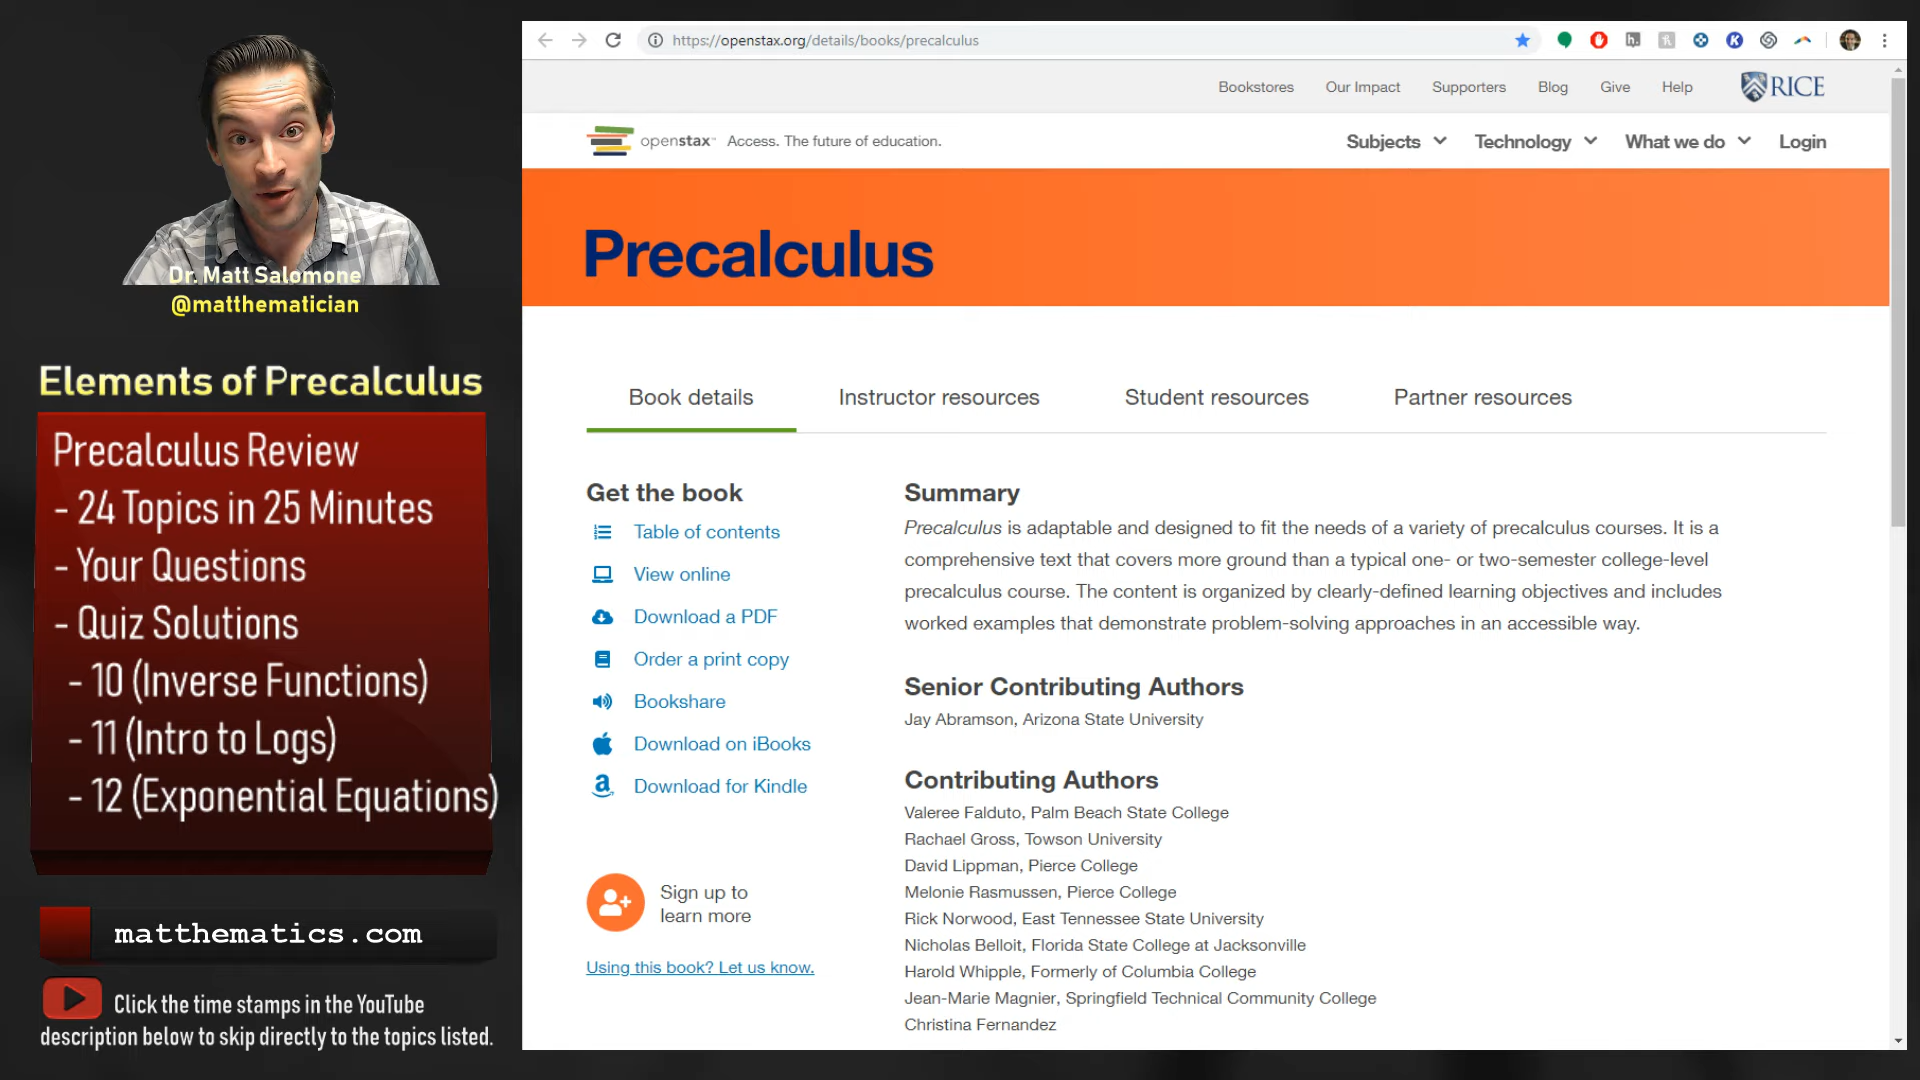 Dr. Matt Salomone
@matthematician
Elements of Precalculus
Precalculus Review
- 24 Topics in 25 Minutes
- Your Questions
- Quiz Solutions
- 10 (Inverse Functions)
- 11 (Intro to Logs)
- 12 (Exponential Equations)
matthematics.com
Click the time stamps in the YouTube
description below to skip directly to the topics listed.
https://openstax.org/details/books/precalculus
Bookstores Our Impact Supporters Blog Give Help RICE
openstax™ Access. The future of education. Subjects Technology What we do Login
Precalculus
Book details Instructor resources Student resources Partner resources
Get the book
Table of contents
View online
Download a PDF
Order a print copy
Bookshare
Download on iBooks
Download for Kindle
Sign up to
learn more
Using this book? Let us know.
Summary
Precalculus is adaptable and designed to fit the needs of a variety of precalculus courses. It is a
comprehensive text that covers more ground than a typical one- or two-semester college-level
precalculus course. The content is organized by clearly-defined learning objectives and includes
worked examples that demonstrate problem-solving approaches in an accessible way.
Senior Contributing Authors
Jay Abramson, Arizona State University
Contributing Authors
Valeree Falduto, Palm Beach State College
Rachael Gross, Towson University
David Lippman, Pierce College
Melonie Rasmussen, Pierce College
Rick Norwood, East Tennessee State University
Nicholas Belloit, Florida State College at Jacksonville
Harold Whipple, Formerly of Columbia College
Jean-Marie Magnier, Springfield Technical Community College
Christina Fernandez